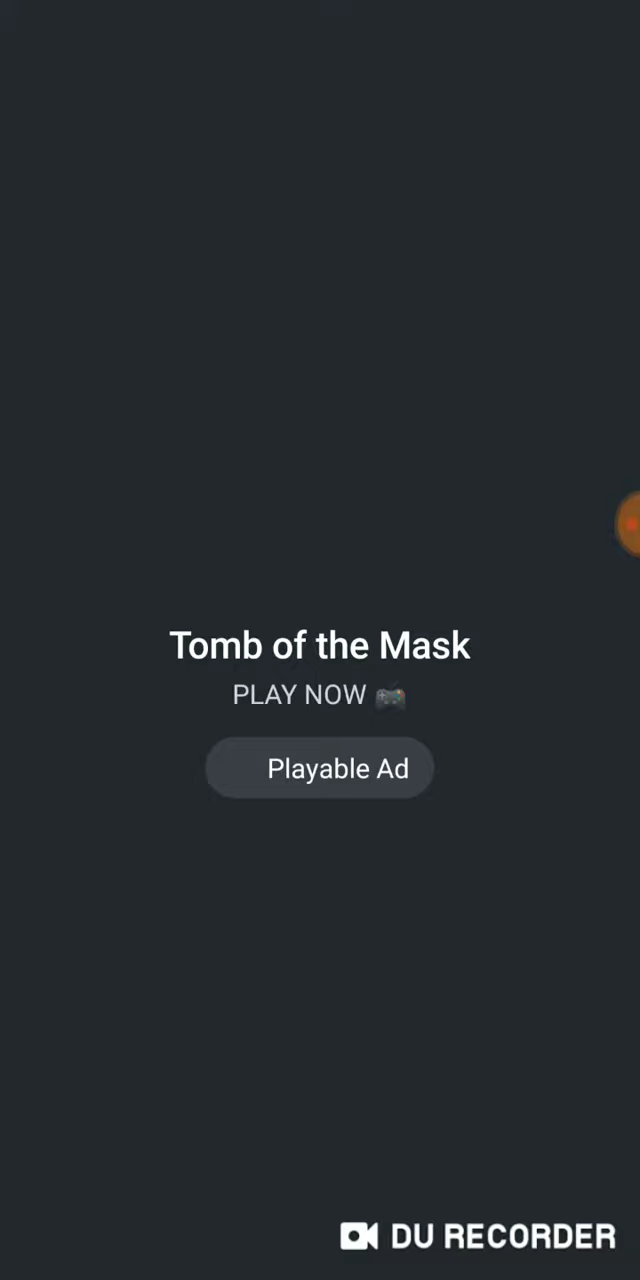 Tomb of the Mask
PLAY NOW 🎮
Playable Ad
DU RECORDER